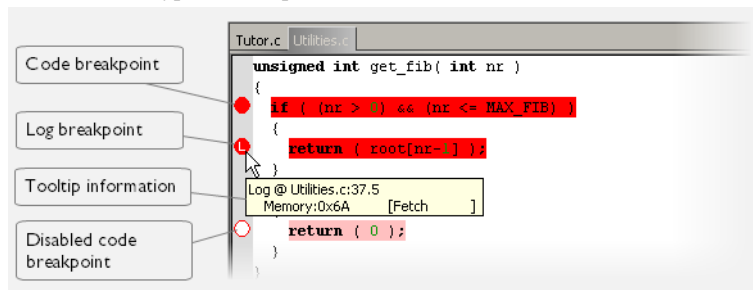 Tutor.c Utilities.c
Code breakpoint
unsigned int get_fib( int nr )
{
if ( (nr > 0) && (nr <= MAX_FIB) )
{
Log breakpoint
L
return ( root[nr-1] );
}
Tooltip information
Log @ Utilities.c:37.5
Memory:0x6A [Fetch ]
Disabled code
breakpoint
return ( 0 );
}
}